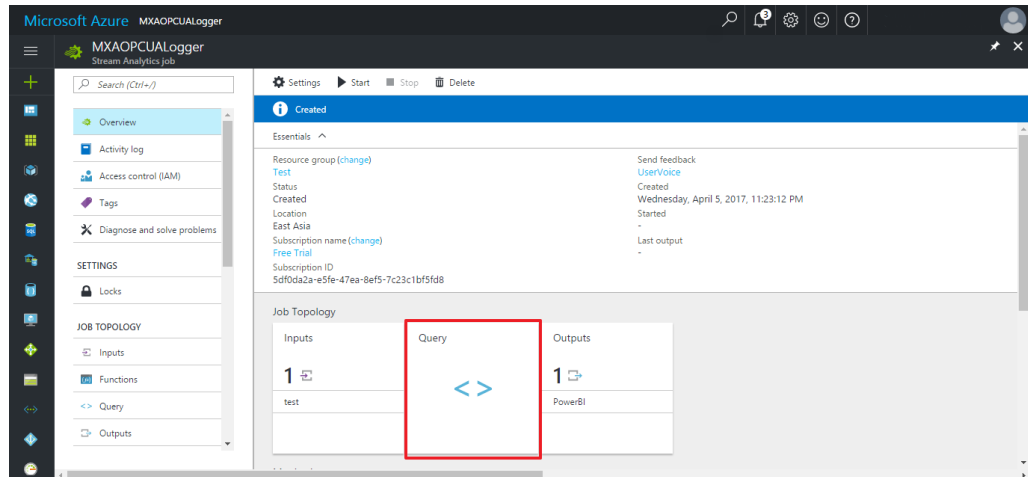 Microsoft Azure MXAOPCUALogger
3
MXAOPCUALogger
Stream Analytics job
Search (Ctrl+/)
Overview
Activity log
Access control (IAM)
Tags
Diagnose and solve problems
SETTINGS
Locks
JOB TOPOLOGY
Inputs
Functions
<> Query
Outputs
Settings Start Stop Delete
Created
Essentials
Resource group (change)
Test
Status
Created
Location
East Asia
Subscription name (change)
Free Trial
Subscription ID
5df0da2a-e5fe-47ea-8ef5-7c23c1bf5fd8
Send feedback
UserVoice
Created
Wednesday, April 5, 2017, 11:23:12 PM
Started
-
Last output
-
Job Topology
Inputs
1
test
Query
< >
Outputs
1
PowerBI